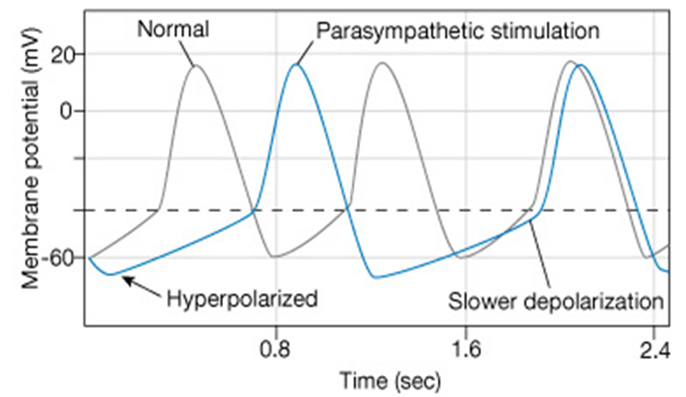 Normal
Parasympathetic stimulation
Membrane potential (mV)
20
0
-60
Hyperpolarized
Slower depolarization
0.8
1.6
2.4
Time (sec)